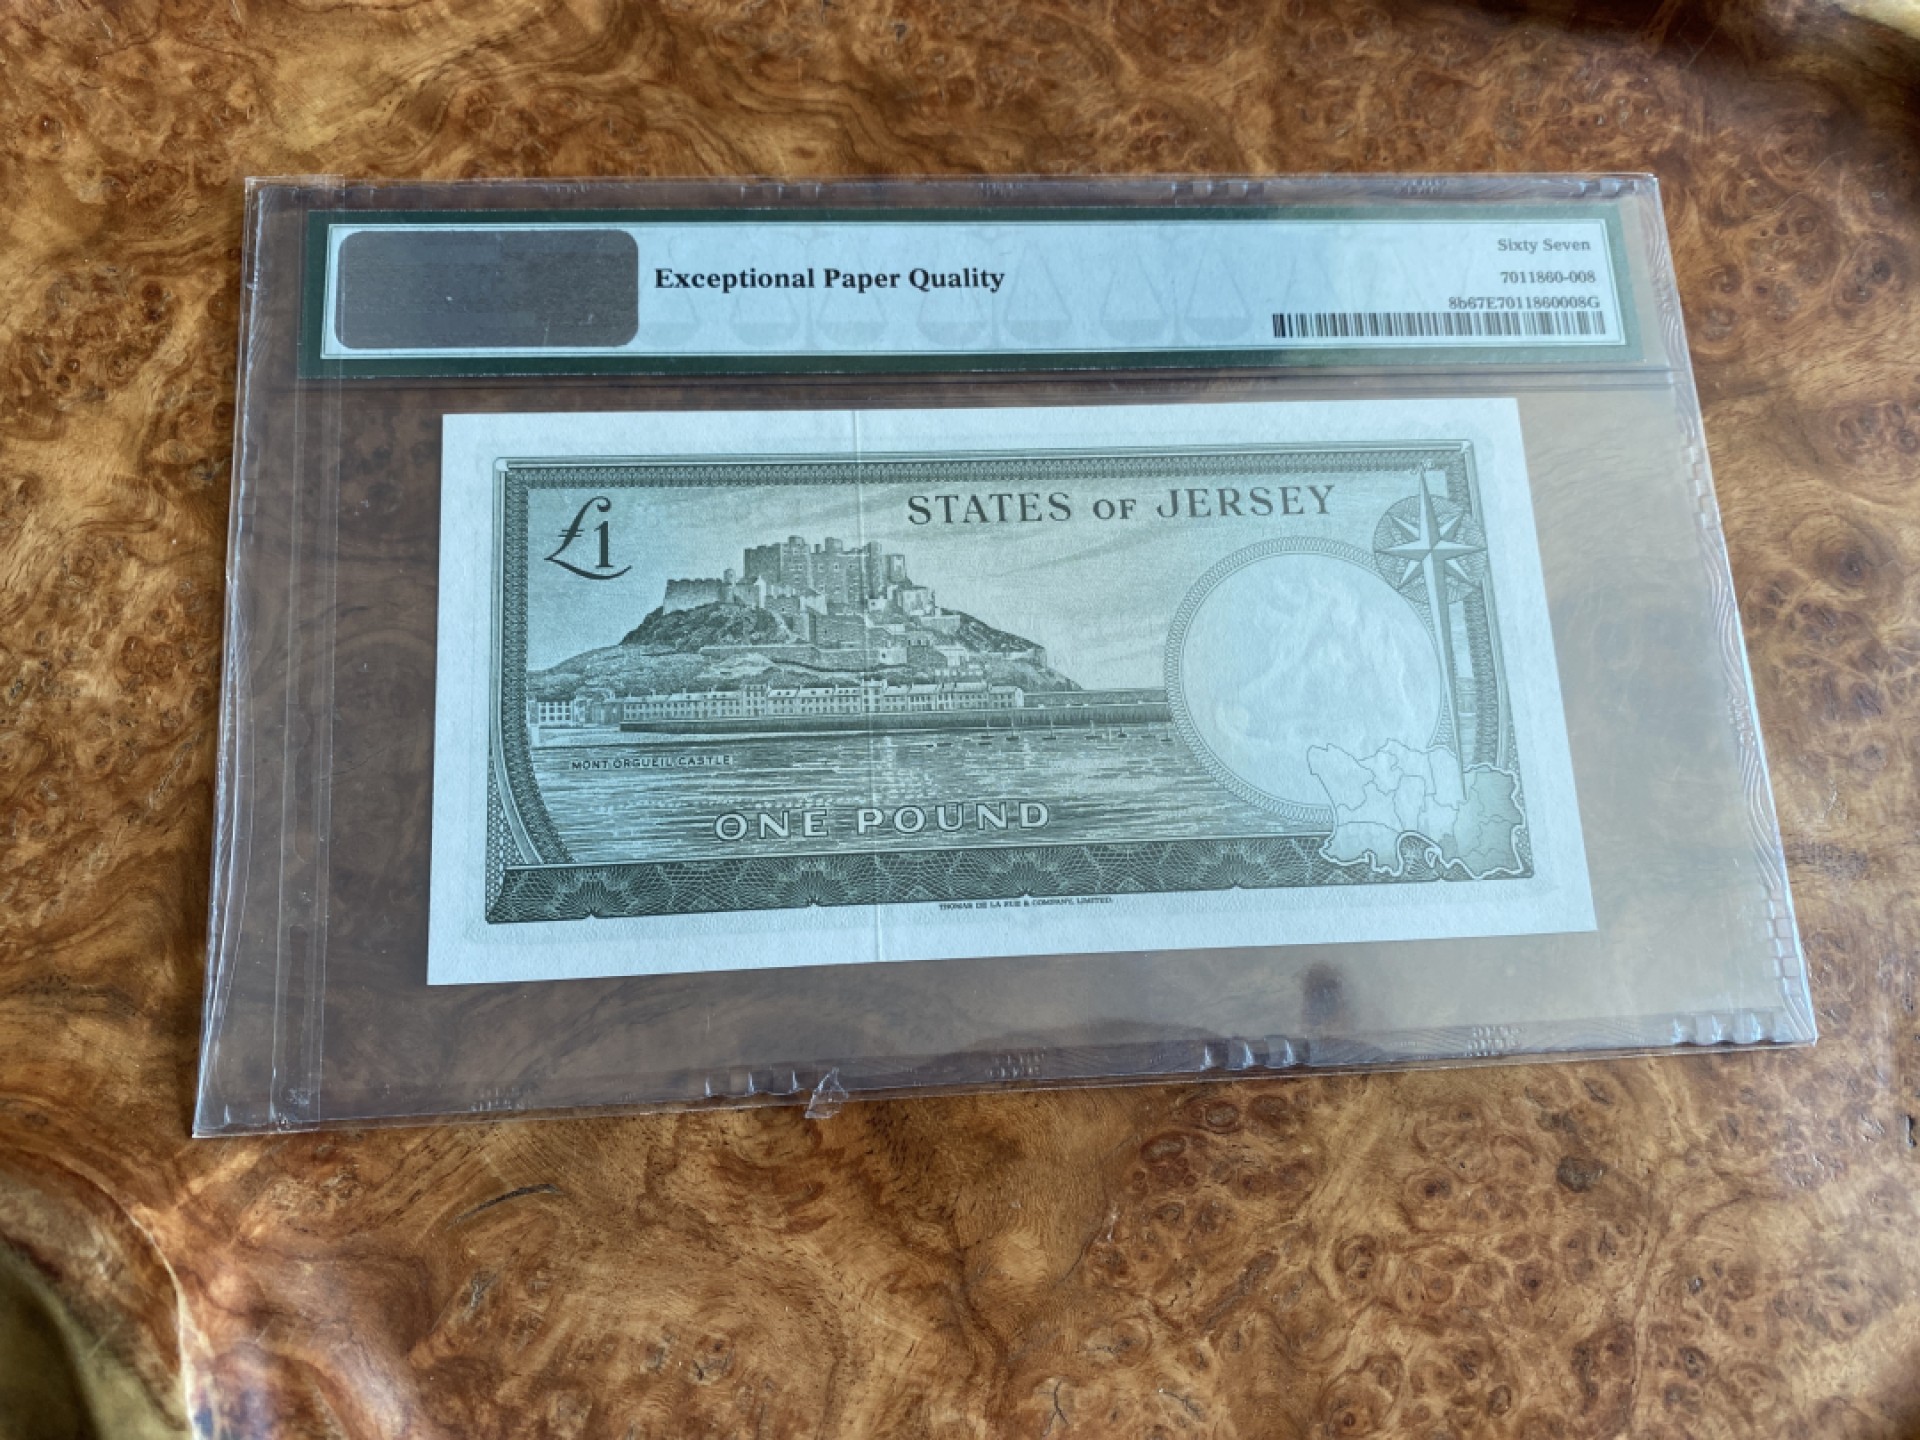 Exceptional Paper Quality
Sixty Seven
7011860-008
8b67E7011860008G
£1
STATES OF JERSEY
MONT ORGUEIL CASTLE
ONE POUND
THOMAS DE LA RUE & COMPANY, LIMITED.